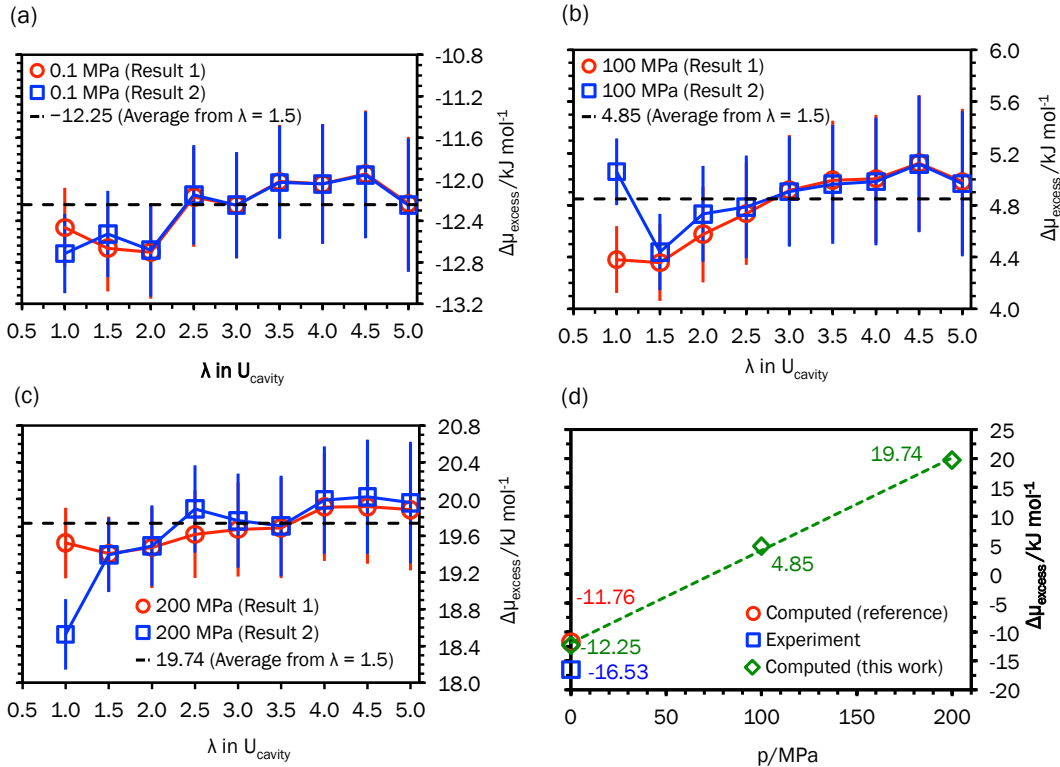 (a)
0.1 MPa (Result 1)
0.1 MPa (Result 2)
−12.25 (Average from λ = 1.5)
-10.8
-11.2
-11.6
-12.0
-12.4
-12.8
-13.2
Δμexcess/kJ mol-1
0.5 1.0 1.5 2.0 2.5 3.0 3.5 4.0 4.5 5.0
λ in Ucavity
(b)
100 MPa (Result 1)
100 MPa (Result 2)
4.85 (Average from λ = 1.5)
6.0
5.6
5.2
4.8
4.4
4.0
Δμexcess/kJ mol-1
0.5 1.0 1.5 2.0 2.5 3.0 3.5 4.0 4.5 5.0
λ in Ucavity
(c)
200 MPa (Result 1)
200 MPa (Result 2)
19.74 (Average from λ = 1.5)
20.8
20.4
20.0
19.6
19.2
18.8
18.4
18.0
Δμexcess/kJ mol-1
0.5 1.0 1.5 2.0 2.5 3.0 3.5 4.0 4.5 5.0
λ in Ucavity
(d)
19.74
4.85
-11.76
-12.25
-16.53
Computed (reference)
Experiment
Computed (this work)
25
20
15
10
5
0
-5
-10
-15
-20
Δμexcess/kJ mol-1
0 50 100 150 200
p/MPa